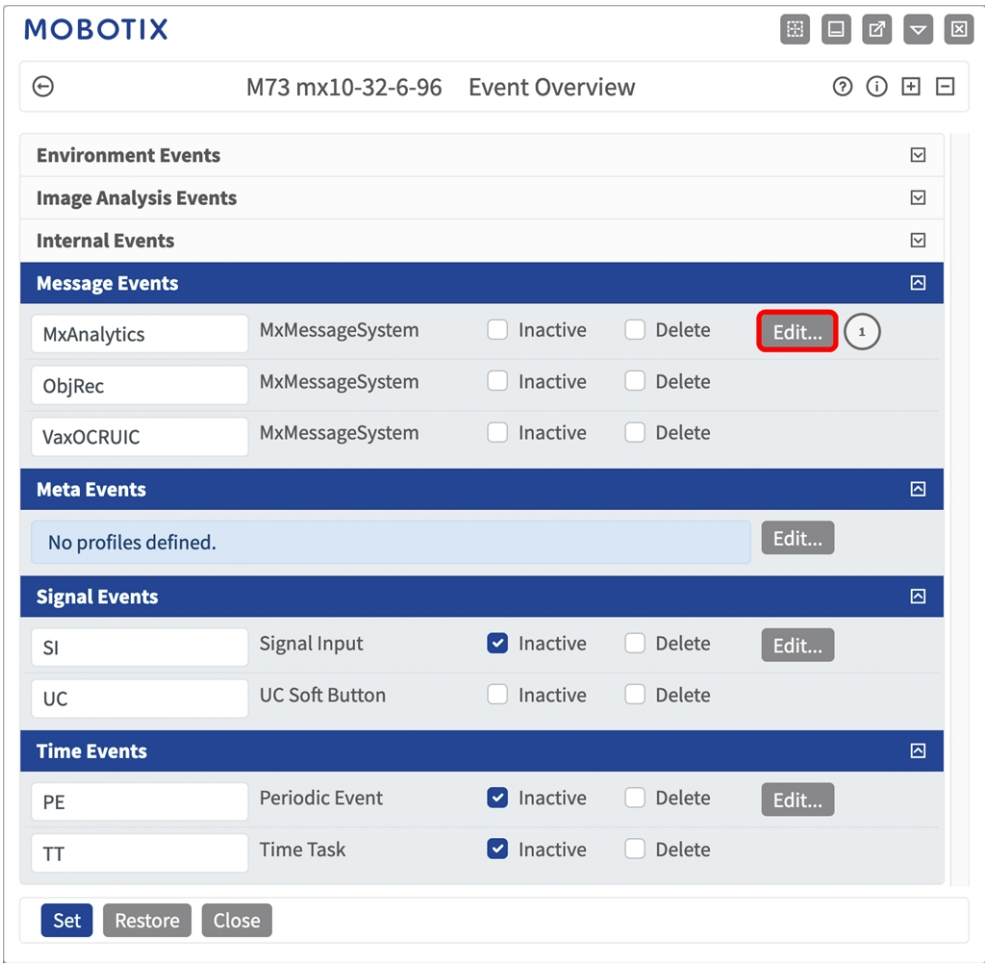 MOBOTIX
M73 mx10-32-6-96 Event Overview
Environment Events
Image Analysis Events
Internal Events
Message Events
MxAnalytics MxMessageSystem Inactive Delete Edit... 1
ObjRec MxMessageSystem Inactive Delete
VaxOCRUIC MxMessageSystem Inactive Delete
Meta Events
No profiles defined. Edit...
Signal Events
SI Signal Input Inactive Delete Edit...
UC UC Soft Button Inactive Delete
Time Events
PE Periodic Event Inactive Delete Edit...
TT Time Task Inactive Delete
Set Restore Close